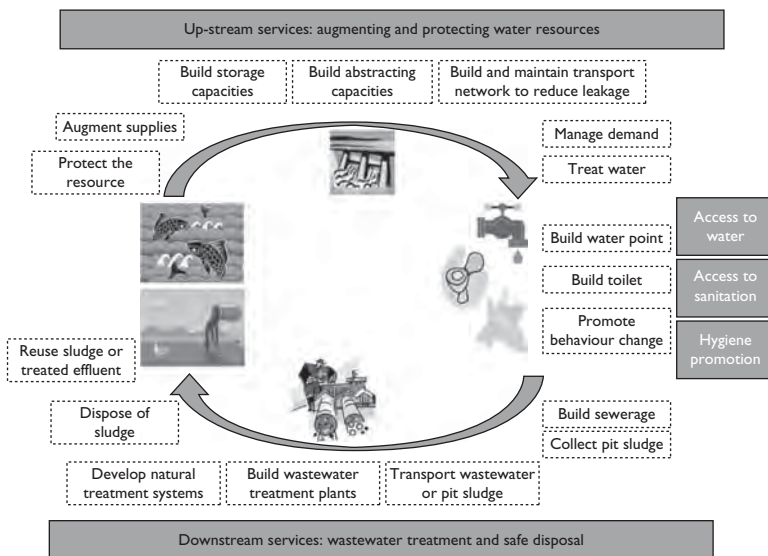 Up-stream services: augmenting and protecting water resources
Build storage
capacities
Build abstracting
capacities
Build and maintain transport
network to reduce leakage
Augment supplies
Protect the
resource
Manage demand
Treat water
Build water point
Access to
water
Build toilet
Access to
sanitation
Promote
behaviour change
Hygiene
promotion
Reuse sludge or
treated effluent
Dispose of
sludge
Build sewerage
Collect pit sludge
Develop natural
treatment systems
Build wastewater
treatment plants
Transport wastewater
or pit sludge
Downstream services: wastewater treatment and safe disposal